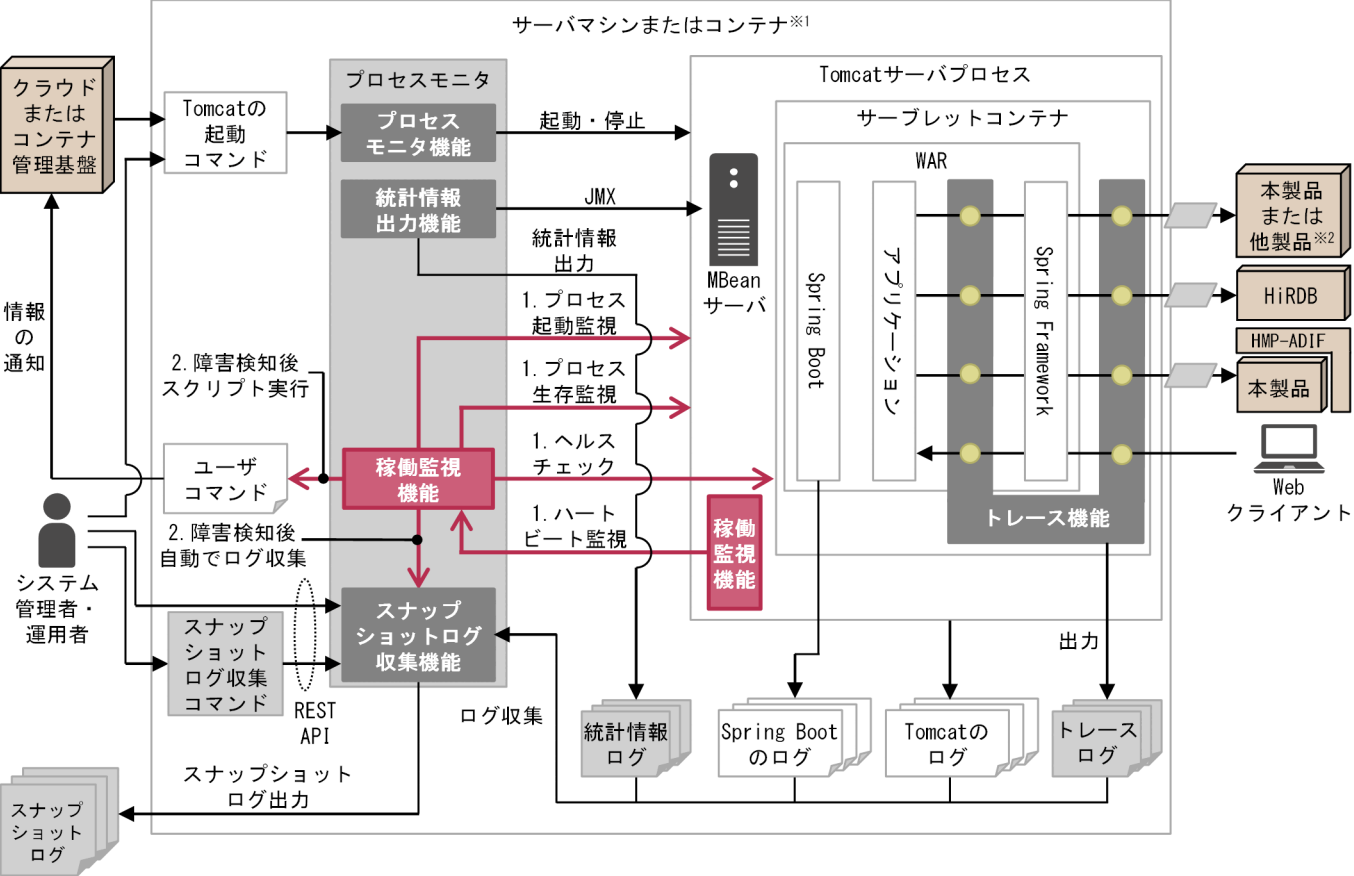 サーバマシンまたはコンテナ※1
クラウド
または
コンテナ
管理基盤
Tomcatの
起動
コマンド
プロセスモニタ
プロセス
モニタ機能
統計情報
出力機能
起動・停止
JMX
統計情報
出力
Tomcatサーバプロセス
サーブレットコンテナ
WAR
MBean
サーバ
Spring Boot
アプリケーション
Spring Framework
トレース機能
本製品
または
他製品※2
HiRDB
HMP-ADIF
本製品
Web
クライアント
情報
の
通知
1. プロセス
起動監視
1. プロセス
生存監視
1. ヘルス
チェック
1. ハート
ビート監視
2. 障害検知後
スクリプト実行
ユーザ
コマンド
稼働監視
機能
稼働
監視
機能
2. 障害検知後
自動でログ収集
システム
管理者・
運用者
スナップ
ショット
ログ収集
コマンド
REST
API
スナップ
ショットログ
収集機能
ログ収集
出力
統計情報
ログ
Spring Boot
のログ
Tomcatの
ログ
トレース
ログ
スナップショット
ログ出力
スナップ
ショット
ログ